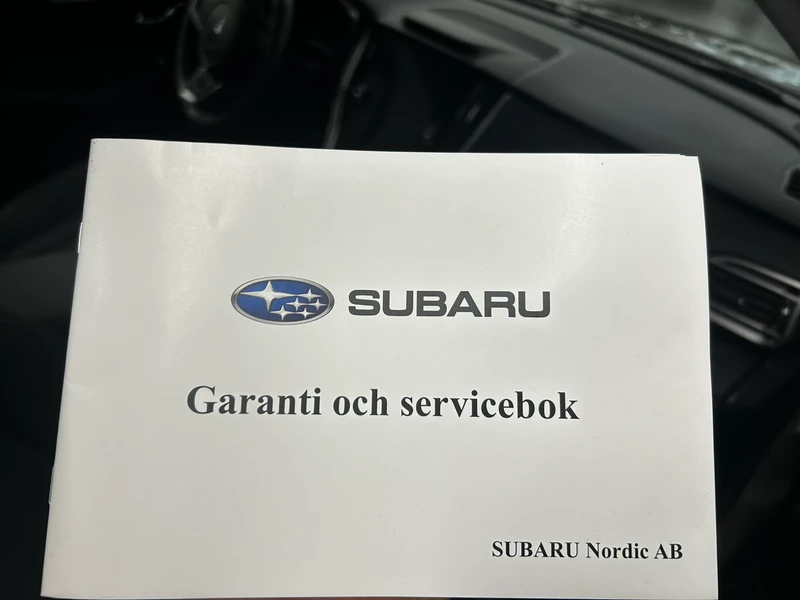 SUBARU
Garanti och servicebok
SUBARU Nordic AB